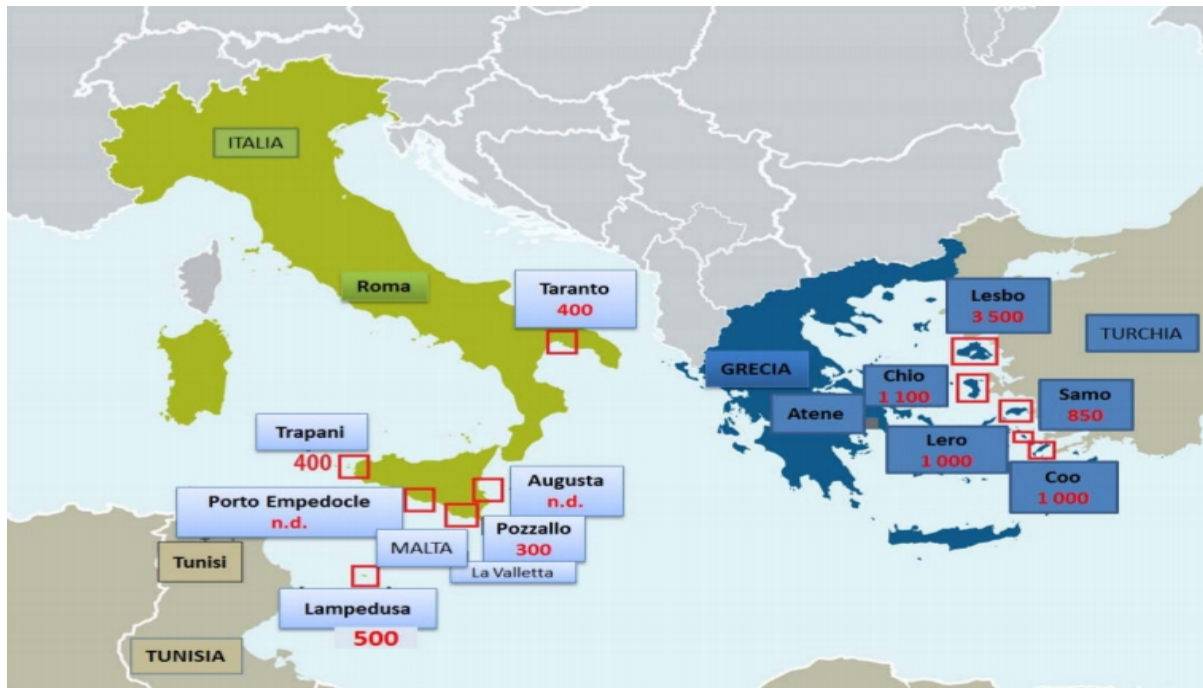 ITALIA
Roma
Taranto
400
Trapani
400
Porto Empedocle
n.d.
Augusta
n.d.
Pozzallo
300
MALTA
La Valletta
Tunisi
Lampedusa
500
TUNISIA
Lesbo
3 500
TURCHIA
GRECIA
Chio
1 100
Samo
850
Atene
Lero
1 000
Coo
1 000